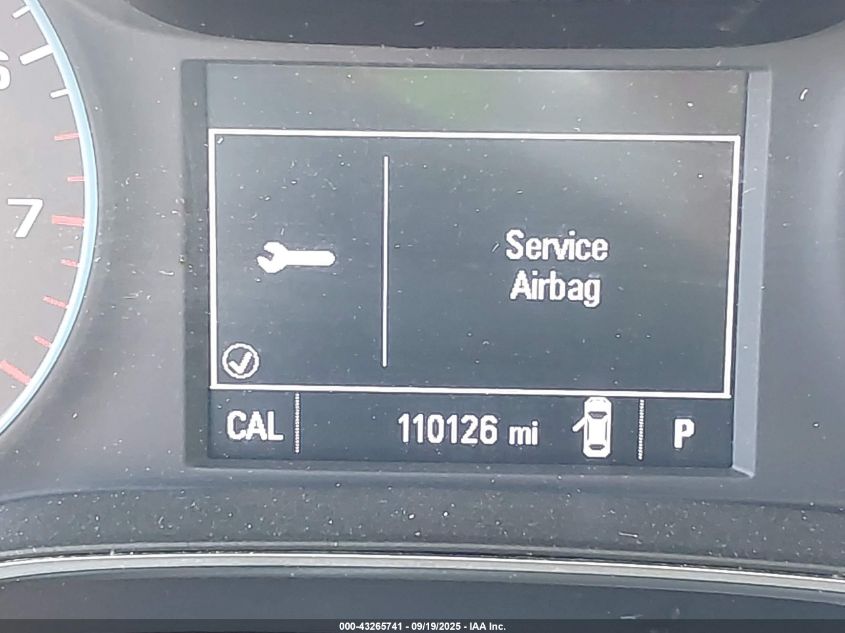 6
7
Service
Airbag
CAL
110126 mi
P
000-43265741 - 09/19/2025 - IAA Inc.